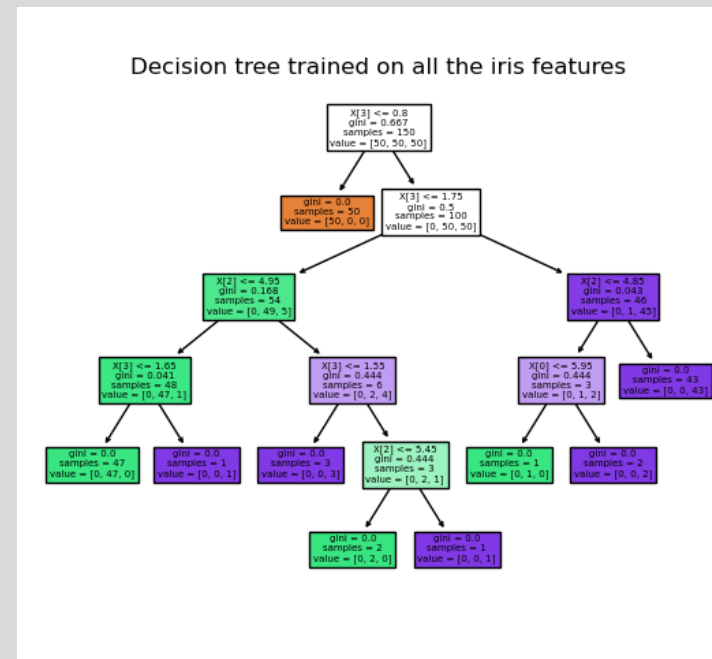 Decision tree trained on all the iris features
X[3] <= 0.8
gini = 0.667
samples = 150
value = [50, 50, 50]
gini = 0.0
samples = 50
value = [50, 0, 0]
X[3] <= 1.75
gini = 0.5
samples = 100
value = [0, 50, 50]
X[2] <= 4.95
gini = 0.168
samples = 54
value = [0, 49, 5]
X[2] <= 4.85
gini = 0.043
samples = 46
value = [0, 1, 45]
X[3] <= 1.65
gini = 0.041
samples = 48
value = [0, 47, 1]
X[3] <= 1.55
gini = 0.444
samples = 6
value = [0, 2, 4]
X[0] <= 5.95
gini = 0.444
samples = 3
value = [0, 1, 2]
gini = 0.0
samples = 43
value = [0, 0, 43]
gini = 0.0
samples = 47
value = [0, 47, 0]
gini = 0.0
samples = 1
value = [0, 0, 1]
gini = 0.0
samples = 3
value = [0, 0, 3]
X[2] <= 5.45
gini = 0.444
samples = 3
value = [0, 2, 1]
gini = 0.0
samples = 1
value = [0, 1, 0]
gini = 0.0
samples = 2
value = [0, 0, 2]
gini = 0.0
samples = 2
value = [0, 2, 0]
gini = 0.0
samples = 1
value = [0, 0, 1]